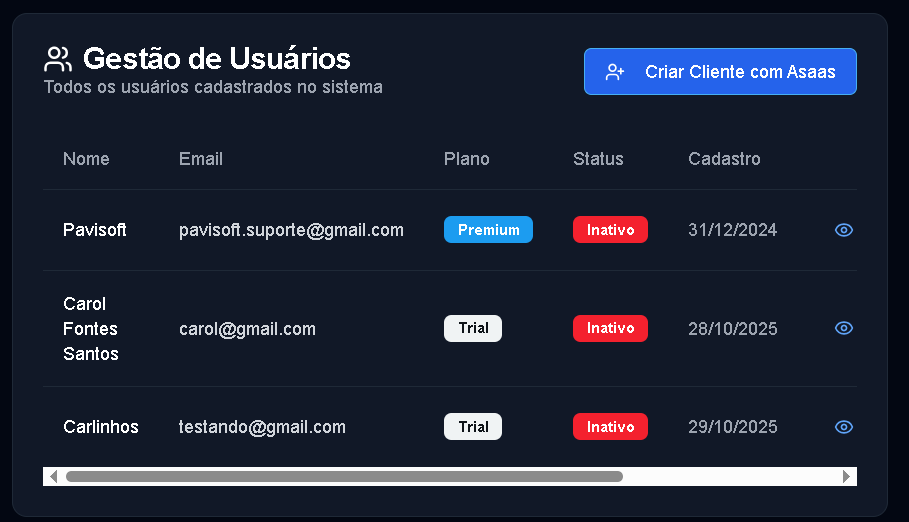 Gestão de Usuários
Todos os usuários cadastrados no sistema
Criar Cliente com Asaas
Nome Email Plano Status Cadastro
Pavisoft pavisoft.suporte@gmail.com Premium Inativo 31/12/2024
Carol
Fontes
Santos
carol@gmail.com Trial Inativo 28/10/2025
Carlinhos testando@gmail.com Trial Inativo 29/10/2025